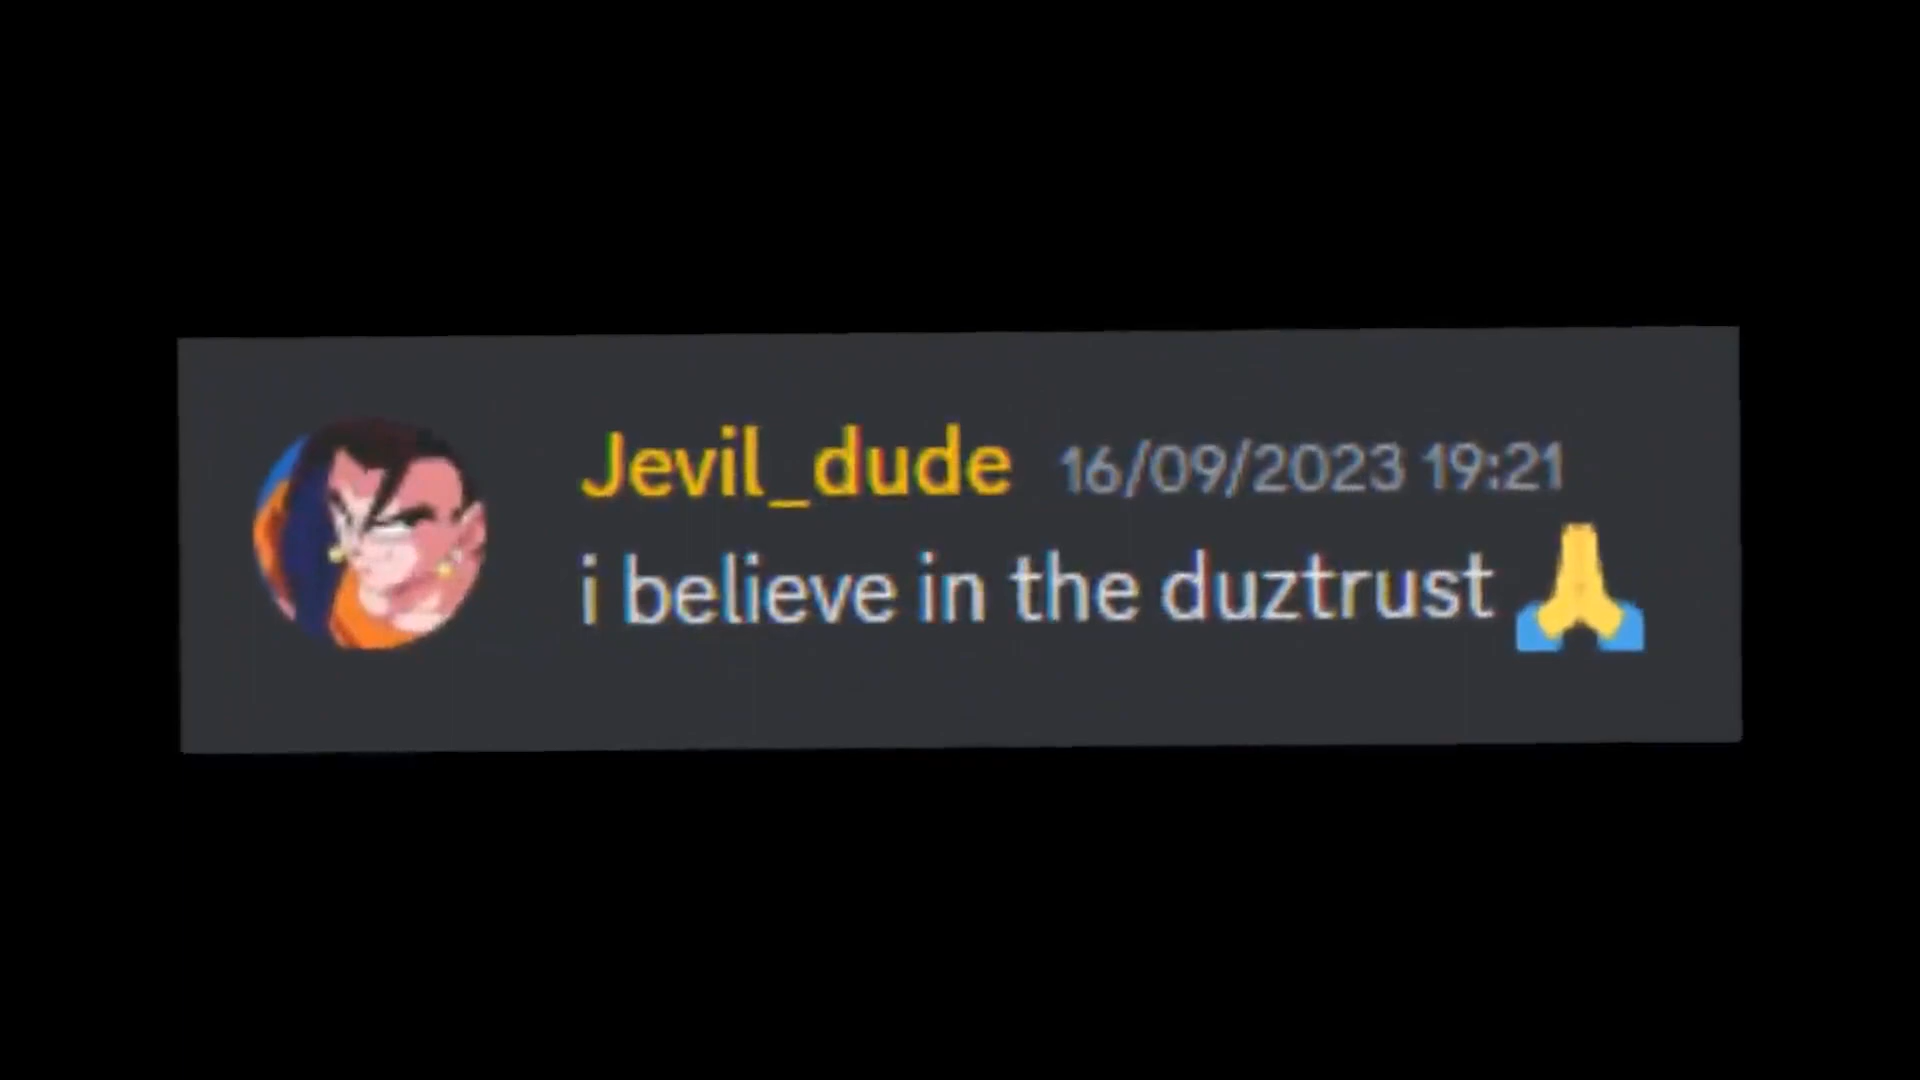 Jevil_dude 16/09/2023 19:21
i believe in the duztrust 🙏